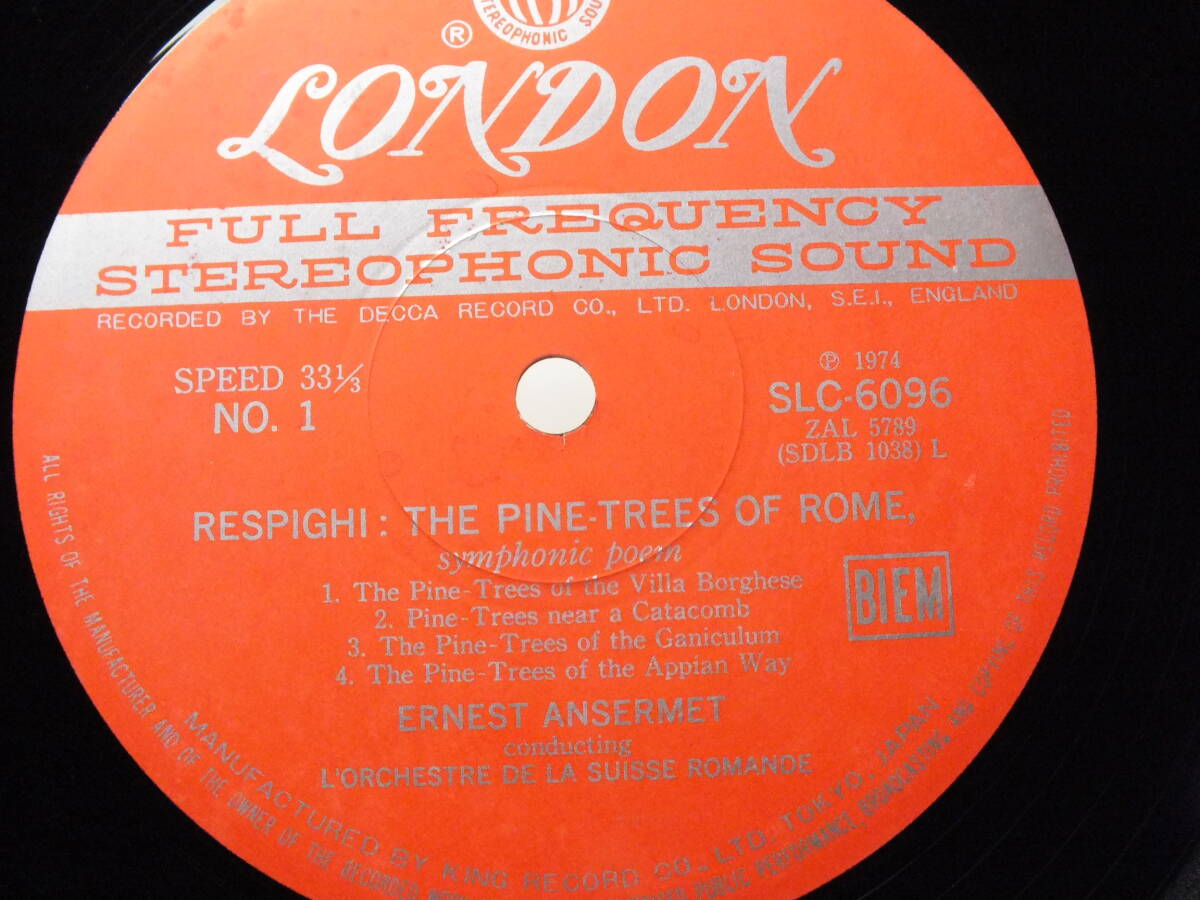 STEREOPHONIC SOU
®
LONDON
FULL FREQUENCY
STEREOPHONIC SOUND
RECORDED BY THE DECCA RECORD CO., LTD. LONDON, S.E.I., ENGLAND
SPEED 33⅓
NO. 1
℗ 1974
SLC-6096
ZAL 5789
(SDLB 1038) L
RESPIGHI : THE PINE-TREES OF ROME,
symphonic poem
1. The Pine-Trees of the Villa Borghese
2. Pine-Trees near a Catacomb
3. The Pine-Trees of the Ganiculum
4. The Pine-Trees of the Appian Way
BIEM
ERNEST ANSERMET
conducting
L'ORCHESTRE DE LA SUISSE ROMANDE
MANUFACTURED BY KING RECORD CO., LTD. TOKYO, JAPAN.
ALL RIGHTS OF THE MANUFACTURER AND OF THE OWNER OF THE RECORDED PUBLIC PERFORMANCE, BROADCASTING AND COPYING OF THIS RECORD PROHIBITED